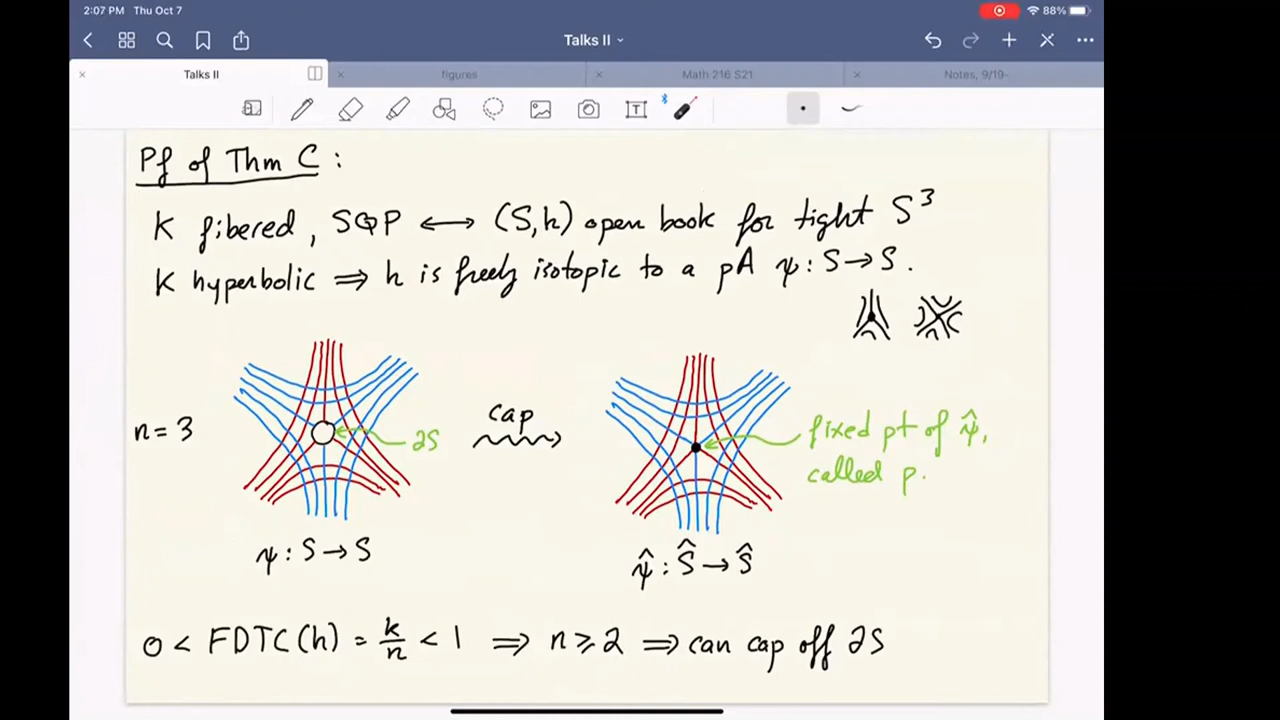 2:07 PM Thu Oct 7
88%
Talks II
Talks II
figures
Math 216 S21
Notes, 9/19-
Pf of Thm C :
K fibered, SQP ⟷ (S,h) open book for tight S³
K hyperbolic ⟹ h is freely isotopic to a pA ψ : S → S.
n = 3
∂S
cap
fixed pt of ψ̂,
called p.
ψ : S → S
ψ̂ : Ŝ → Ŝ
0 < FDTC(h) = k/n < 1 ⟹ n ≥ 2 ⟹ can cap off ∂S